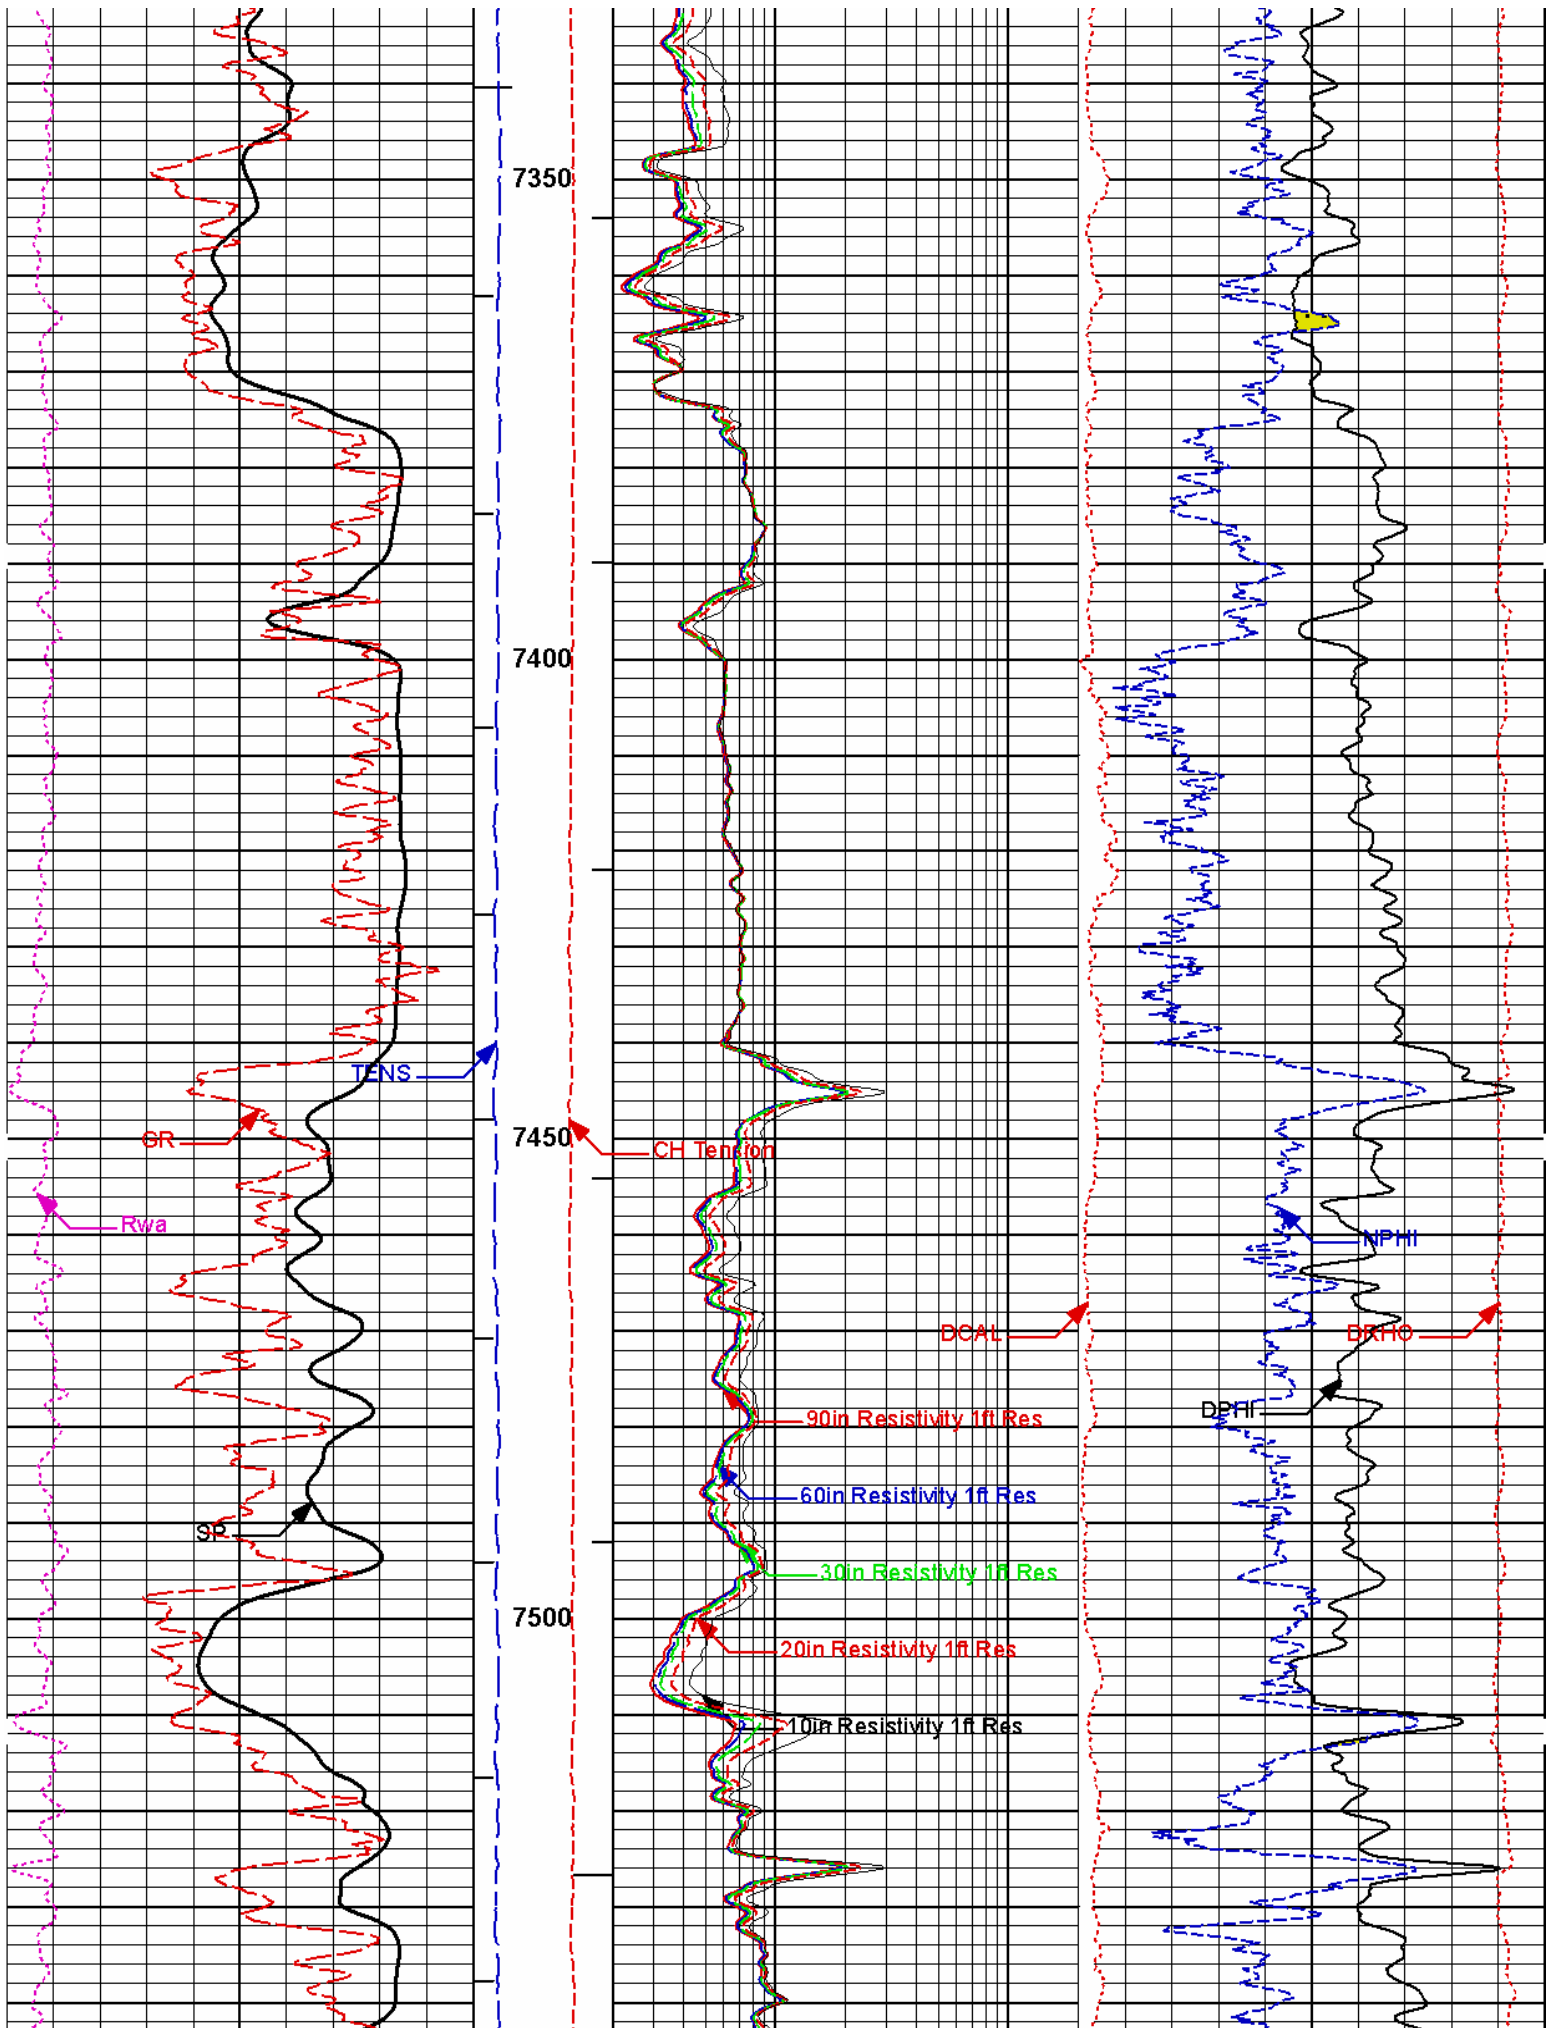 7350
7400
TENS
7450
GR
CH Tension
Rwa
NPHI
DCAL
DRHO
DPHI
90in Resistivity 1ft Res
60in Resistivity 1ft Res
SP
30in Resistivity 1ft Res
7500
20in Resistivity 1ft Res
10in Resistivity 1ft Res